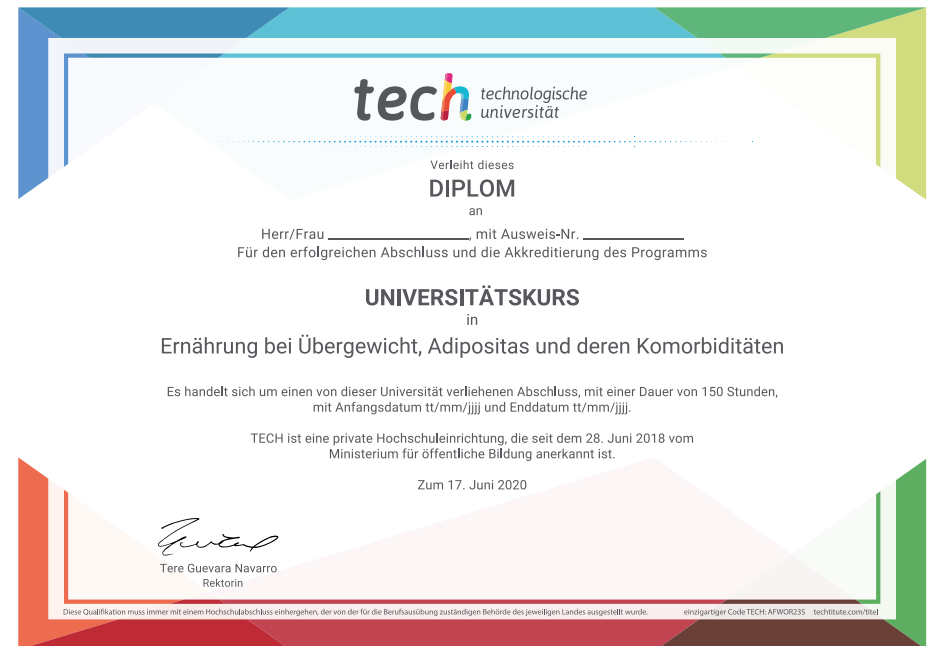 tech technologische
universität
Verleiht dieses
DIPLOM
an
Herr/Frau ____________, mit Ausweis-Nr. ____________
Für den erfolgreichen Abschluss und die Akkreditierung des Programms
UNIVERSITÄTSKURS
in
Ernährung bei Übergewicht, Adipositas und deren Komorbiditäten
Es handelt sich um einen von dieser Universität verliehenen Abschluss, mit einer Dauer von 150 Stunden,
mit Anfangsdatum tt/mm/jjjj und Enddatum tt/mm/jjjj.
TECH ist eine private Hochschuleinrichtung, die seit dem 28. Juni 2018 vom
Ministerium für öffentliche Bildung anerkannt ist.
Zum 17. Juni 2020
Tere Guevara Navarro
Rektorin
Diese Qualifikation muss immer mit einem Hochschulabschluss einhergehen, der von der für die Berufsausübung zuständigen Behörde des jeweiligen Landes ausgestellt wurde. einzigartiger Code TECH: AFWOR235 techtitute.com/titel